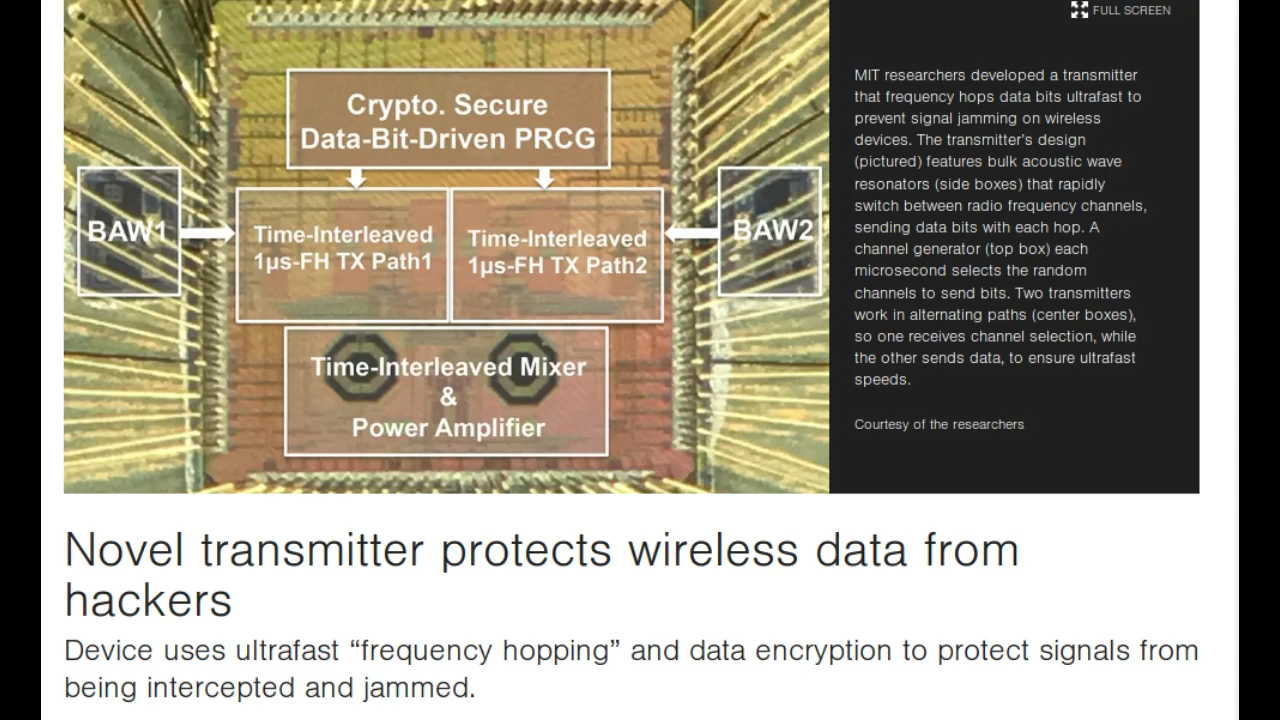 FULL SCREEN
Crypto. Secure
Data-Bit-Driven PRCG
BAW1
Time-Interleaved
1µs-FH TX Path1
Time-Interleaved
1µs-FH TX Path2
BAW2
Time-Interleaved Mixer
&
Power Amplifier
MIT researchers developed a transmitter
that frequency hops data bits ultrafast to
prevent signal jamming on wireless
devices. The transmitter's design
(pictured) features bulk acoustic wave
resonators (side boxes) that rapidly
switch between radio frequency channels,
sending data bits with each hop. A
channel generator (top box) each
microsecond selects the random
channels to send bits. Two transmitters
work in alternating paths (center boxes),
so one receives channel selection, while
the other sends data, to ensure ultrafast
speeds.
Courtesy of the researchers
Novel transmitter protects wireless data from
hackers
Device uses ultrafast “frequency hopping” and data encryption to protect signals from
being intercepted and jammed.